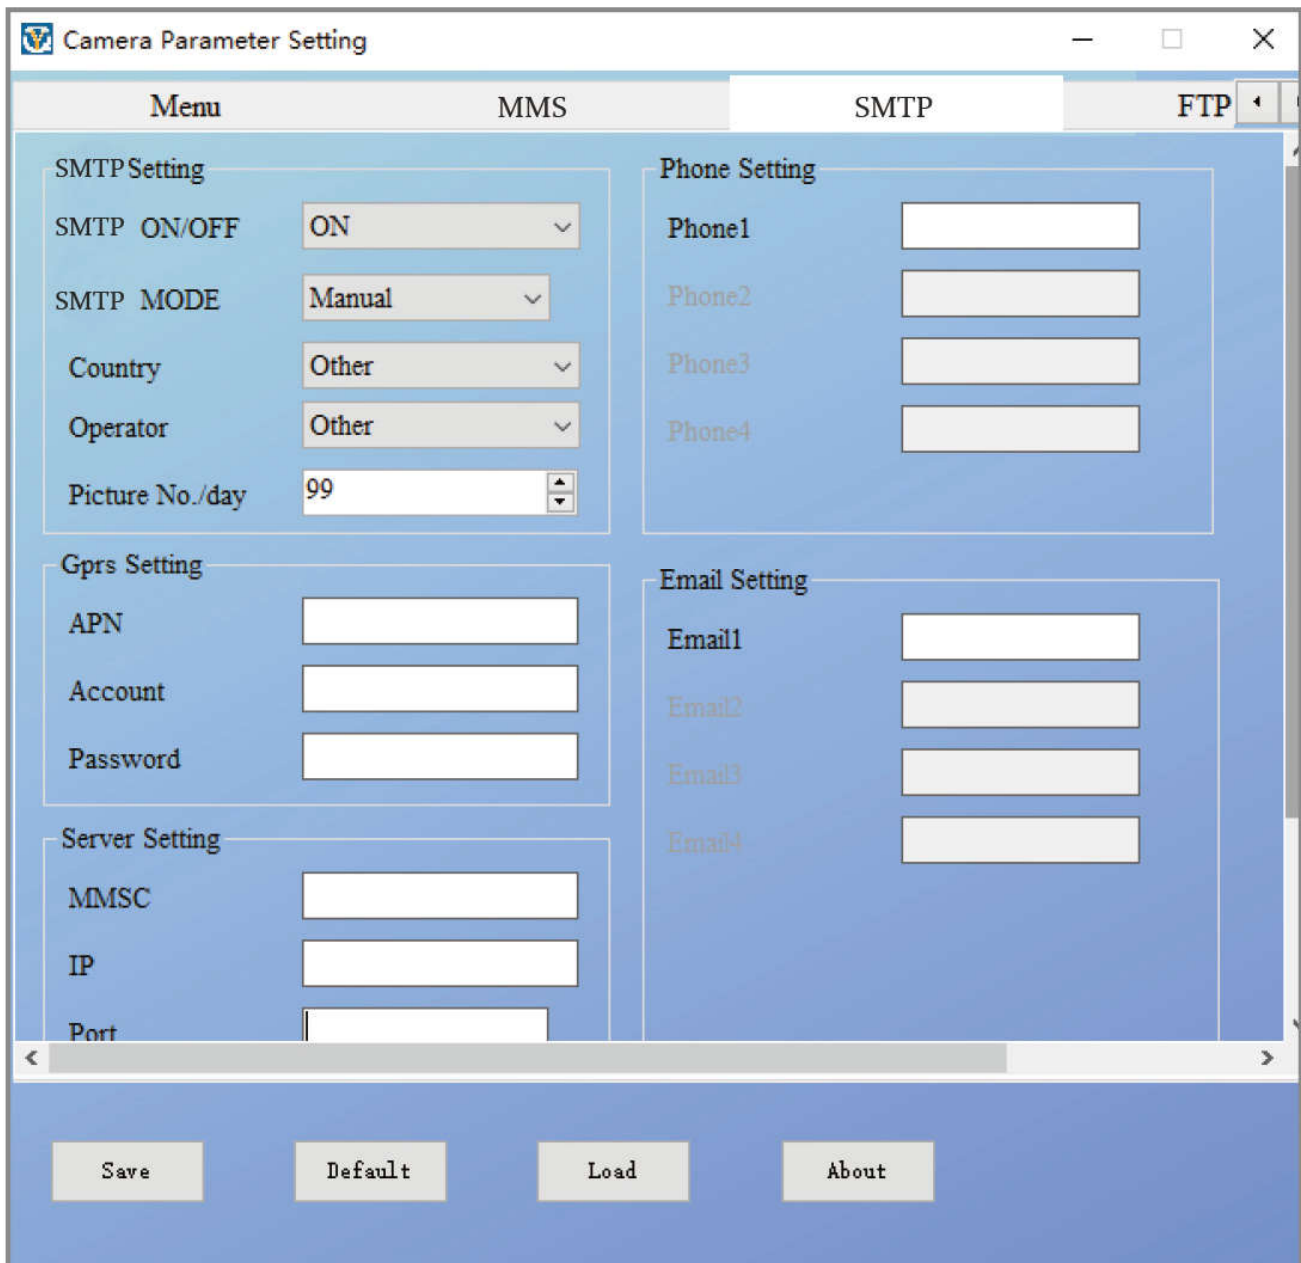 Camera Parameter Setting
Menu MMS SMTP FTP
SMTP Setting
SMTP ON/OFF ON
SMTP MODE Manual
Country Other
Operator Other
Picture No./day 99
Gprs Setting
APN
Account
Password
Server Setting
MMSC
IP
Port
Phone Setting
Phone1
Phone2
Phone3
Phone4
Email Setting
Email1
Email2
Email3
Email4
Save Default Load About